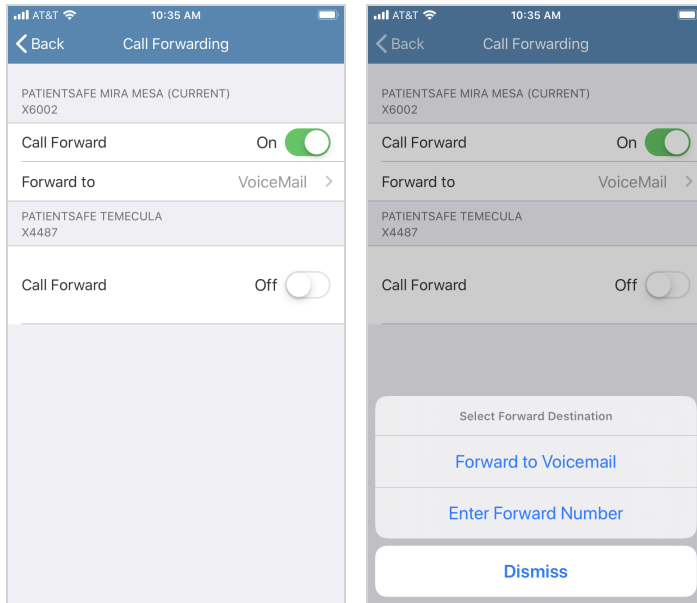 AT&T 10:35 AM
Back Call Forwarding
PATIENTSAFE MIRA MESA (CURRENT)
X6002
Call Forward On
Forward to VoiceMail
PATIENTSAFE TEMECULA
X4487
Call Forward Off
AT&T 10:35 AM
Back Call Forwarding
PATIENTSAFE MIRA MESA (CURRENT)
X6002
Call Forward On
Forward to VoiceMail
PATIENTSAFE TEMECULA
X4487
Call Forward Off
Select Forward Destination
Forward to Voicemail
Enter Forward Number
Dismiss